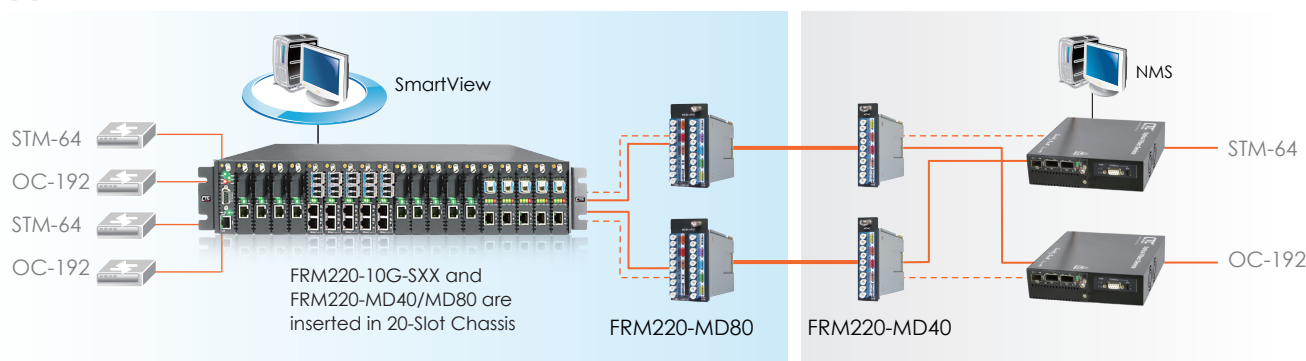 SmartView
NMS
STM-64
OC-192
STM-64
OC-192
FRM220-10G-SXX and
FRM220-MD40/MD80 are
inserted in 20-Slot Chassis
FRM220-MD80
FRM220-MD40
STM-64
OC-192